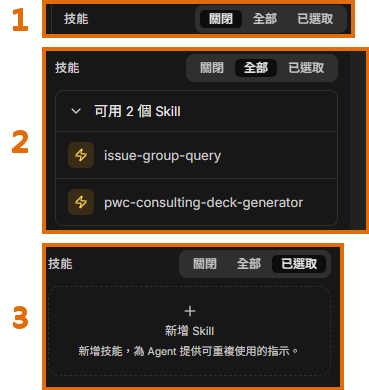 1
技能 關閉 全部 已選取
2
技能 關閉 全部 已選取
可用 2 個 Skill
issue-group-query
pwc-consulting-deck-generator
3
技能 關閉 全部 已選取
新增 Skill
新增技能，為 Agent 提供可重複使用的指示。